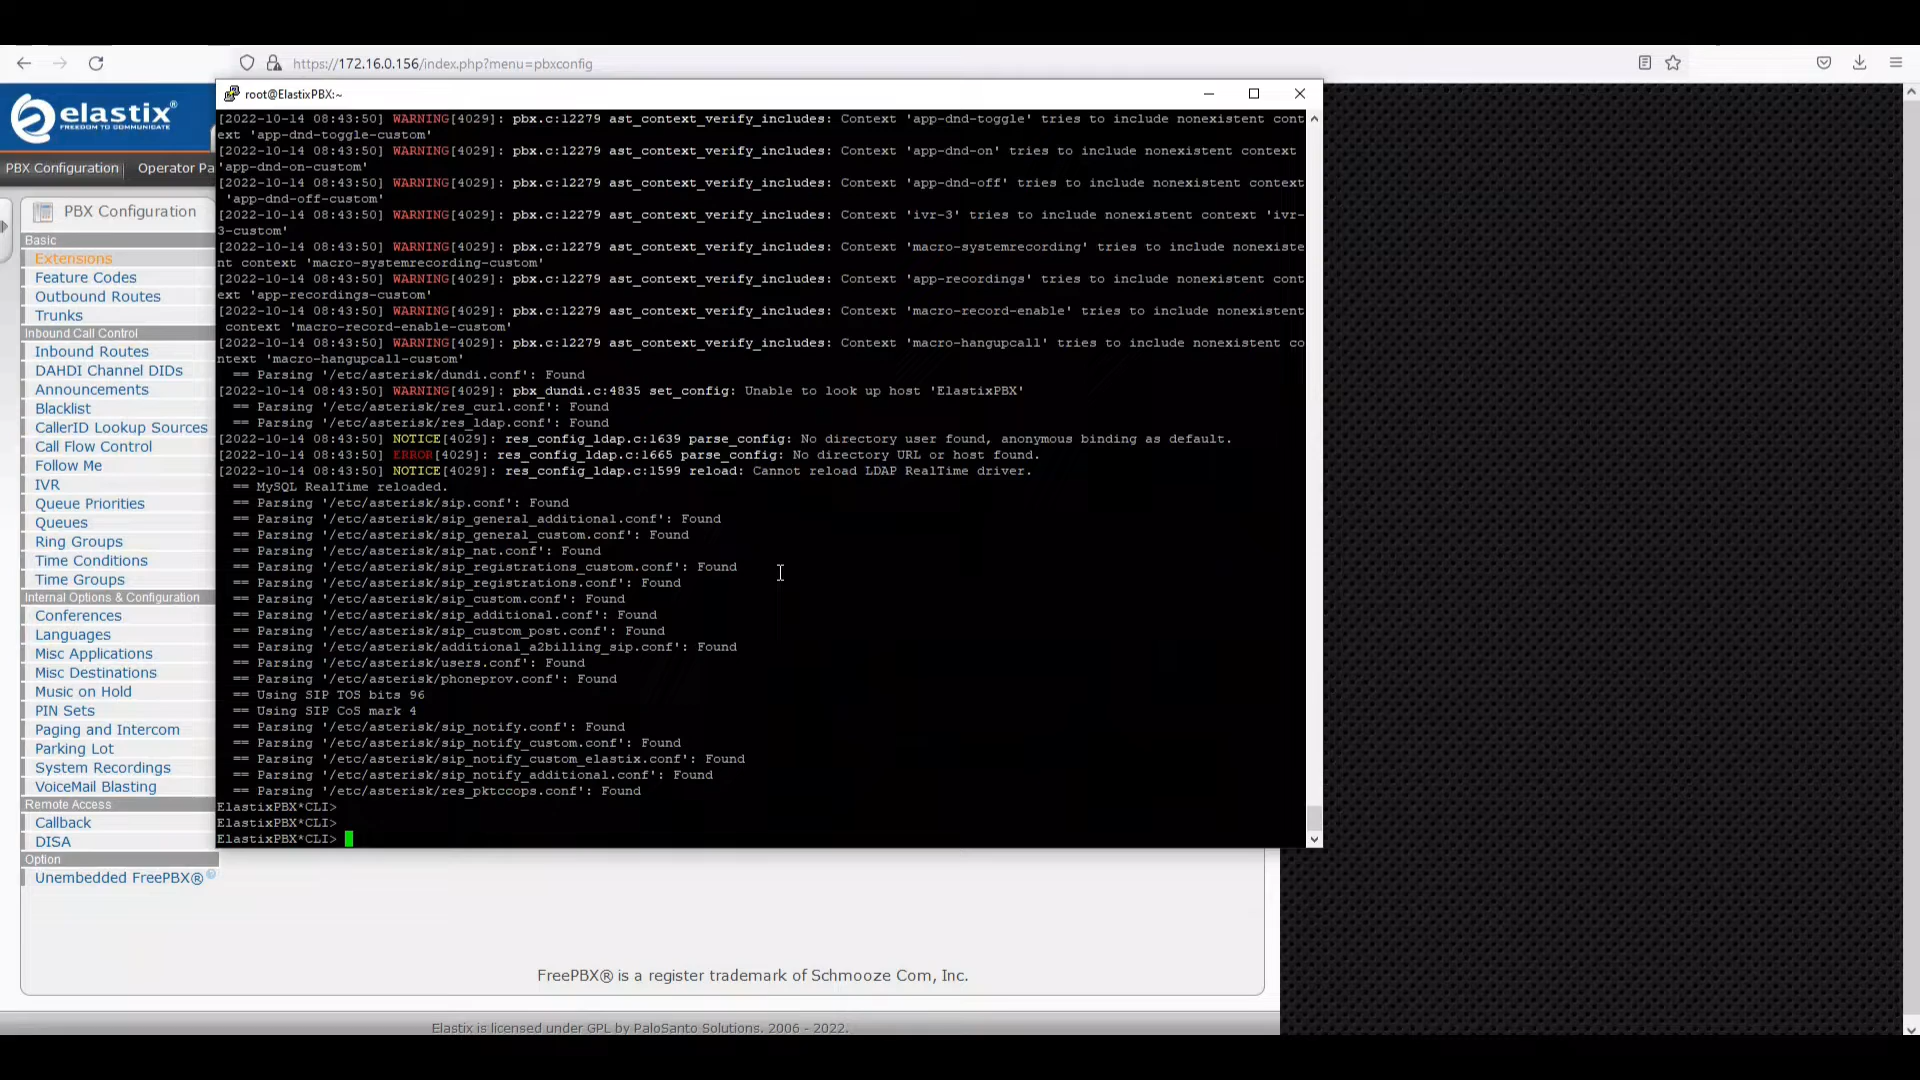 https://172.16.0.156/index.php?menu=pbxconfig
elastix®
FREEDOM TO COMMUNICATE
PBX Configuration
Operator Pa
PBX Configuration
Basic
Extensions
Feature Codes
Outbound Routes
Trunks
Inbound Call Control
Inbound Routes
DAHDI Channel DIDs
Announcements
Blacklist
CallerID Lookup Sources
Call Flow Control
Follow Me
IVR
Queue Priorities
Queues
Ring Groups
Time Conditions
Time Groups
Internal Options & Configuration
Conferences
Languages
Misc Applications
Misc Destinations
Music on Hold
PIN Sets
Paging and Intercom
Parking Lot
System Recordings
VoiceMail Blasting
Remote Access
Callback
DISA
Option
Unembedded FreePBX®
root@ElastixPBX:~
[2022-10-14 08:43:50] WARNING[4029]: pbx.c:12279 ast_context_verify_includes: Context 'app-dnd-toggle' tries to include nonexistent cont
ext 'app-dnd-toggle-custom'
[2022-10-14 08:43:50] WARNING[4029]: pbx.c:12279 ast_context_verify_includes: Context 'app-dnd-on' tries to include nonexistent context
'app-dnd-on-custom'
[2022-10-14 08:43:50] WARNING[4029]: pbx.c:12279 ast_context_verify_includes: Context 'app-dnd-off' tries to include nonexistent context
'app-dnd-off-custom'
[2022-10-14 08:43:50] WARNING[4029]: pbx.c:12279 ast_context_verify_includes: Context 'ivr-3' tries to include nonexistent context 'ivr-
3-custom'
[2022-10-14 08:43:50] WARNING[4029]: pbx.c:12279 ast_context_verify_includes: Context 'macro-systemrecording' tries to include nonexiste
nt context 'macro-systemrecording-custom'
[2022-10-14 08:43:50] WARNING[4029]: pbx.c:12279 ast_context_verify_includes: Context 'app-recordings' tries to include nonexistent cont
ext 'app-recordings-custom'
[2022-10-14 08:43:50] WARNING[4029]: pbx.c:12279 ast_context_verify_includes: Context 'macro-record-enable' tries to include nonexistent
context 'macro-record-enable-custom'
[2022-10-14 08:43:50] WARNING[4029]: pbx.c:12279 ast_context_verify_includes: Context 'macro-hangupcall' tries to include nonexistent co
ntext 'macro-hangupcall-custom'
== Parsing '/etc/asterisk/dundi.conf': Found
[2022-10-14 08:43:50] WARNING[4029]: pbx_dundi.c:4835 set_config: Unable to look up host 'ElastixPBX'
== Parsing '/etc/asterisk/res_curl.conf': Found
== Parsing '/etc/asterisk/res_ldap.conf': Found
[2022-10-14 08:43:50] NOTICE[4029]: res_config_ldap.c:1639 parse_config: No directory user found, anonymous binding as default.
[2022-10-14 08:43:50] ERROR[4029]: res_config_ldap.c:1665 parse_config: No directory URL or host found.
[2022-10-14 08:43:50] NOTICE[4029]: res_config_ldap.c:1599 reload: Cannot reload LDAP RealTime driver.
== MySQL RealTime reloaded.
== Parsing '/etc/asterisk/sip.conf': Found
== Parsing '/etc/asterisk/sip_general_additional.conf': Found
== Parsing '/etc/asterisk/sip_general_custom.conf': Found
== Parsing '/etc/asterisk/sip_nat.conf': Found
== Parsing '/etc/asterisk/sip_registrations_custom.conf': Found
== Parsing '/etc/asterisk/sip_registrations.conf': Found
== Parsing '/etc/asterisk/sip_custom.conf': Found
== Parsing '/etc/asterisk/sip_additional.conf': Found
== Parsing '/etc/asterisk/sip_custom_post.conf': Found
== Parsing '/etc/asterisk/additional_a2billing_sip.conf': Found
== Parsing '/etc/asterisk/users.conf': Found
== Parsing '/etc/asterisk/phoneprov.conf': Found
== Using SIP TOS bits 96
== Using SIP CoS mark 4
== Parsing '/etc/asterisk/sip_notify.conf': Found
== Parsing '/etc/asterisk/sip_notify_custom.conf': Found
== Parsing '/etc/asterisk/sip_notify_custom_elastix.conf': Found
== Parsing '/etc/asterisk/sip_notify_additional.conf': Found
== Parsing '/etc/asterisk/res_pktccops.conf': Found
ElastixPBX*CLI>
ElastixPBX*CLI>
ElastixPBX*CLI>
FreePBX® is a register trademark of Schmooze Com, Inc.
Elastix is licensed under GPL by PaloSanto Solutions. 2006 - 2022.